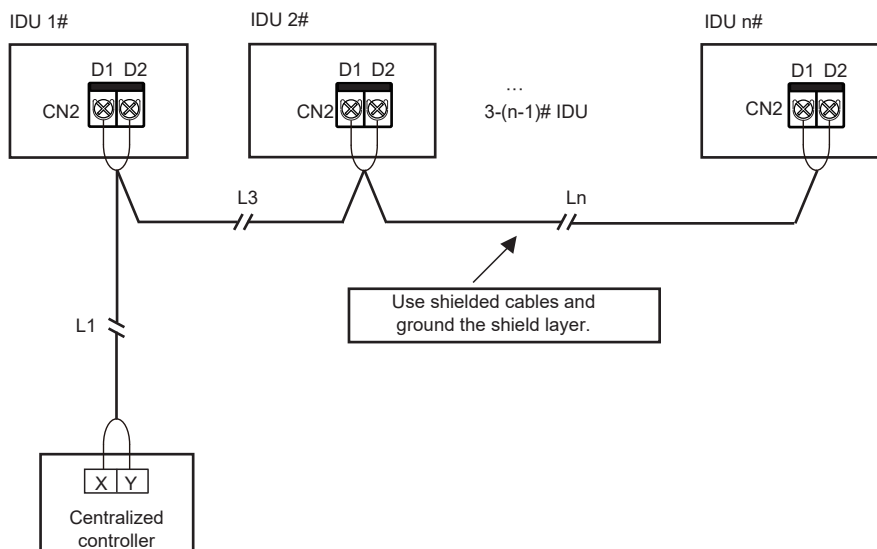 IDU 1#
IDU 2#
IDU n#
D1 D2
CN2
D1 D2
CN2
...
3-(n-1)# IDU
D1 D2
CN2
L3
Ln
Use shielded cables and
ground the shield layer.
L1
X Y
Centralized
controller